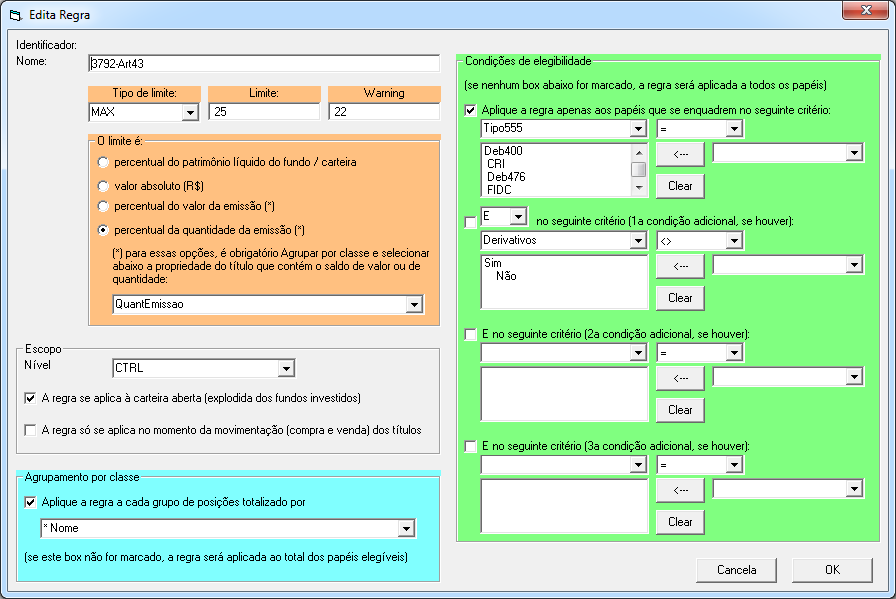 Edita Regra
Identificador:
Nome:
3792-Art43
Tipo de limite:
Limite:
Warning
MAX
25
22
O limite é:
percentual do patrimônio líquido do fundo / carteira
valor absoluto (R$)
percentual do valor da emissão (*)
percentual da quantidade da emissão (*)
(*) para essas opções, é obrigatório Agrupar por classe e selecionar
abaixo a propriedade do título que contém o saldo de valor ou de
quantidade:
QuantEmissao
Escopo
Nível
CTRL
A regra se aplica à carteira aberta (explodida dos fundos investidos)
A regra só se aplica no momento da movimentação (compra e venda) dos títulos
Agrupamento por classe
Aplique a regra a cada grupo de posições totalizado por
* Nome
(se este box não for marcado, a regra será aplicada ao total dos papéis elegíveis)
Condições de elegibilidade
(se nenhum box abaixo for marcado, a regra será aplicada a todos os papéis)
Aplique a regra apenas aos papéis que se enquadrem no seguinte critério:
Tipo555
=
Deb400
CRI
Deb476
FIDC
<---
Clear
E
no seguinte critério (1a condição adicional, se houver):
Derivativos
<>
Sim
Não
<---
Clear
E no seguinte critério (2a condição adicional, se houver):
=
<---
Clear
E no seguinte critério (3a condição adicional, se houver):
=
<---
Clear
Cancela
OK